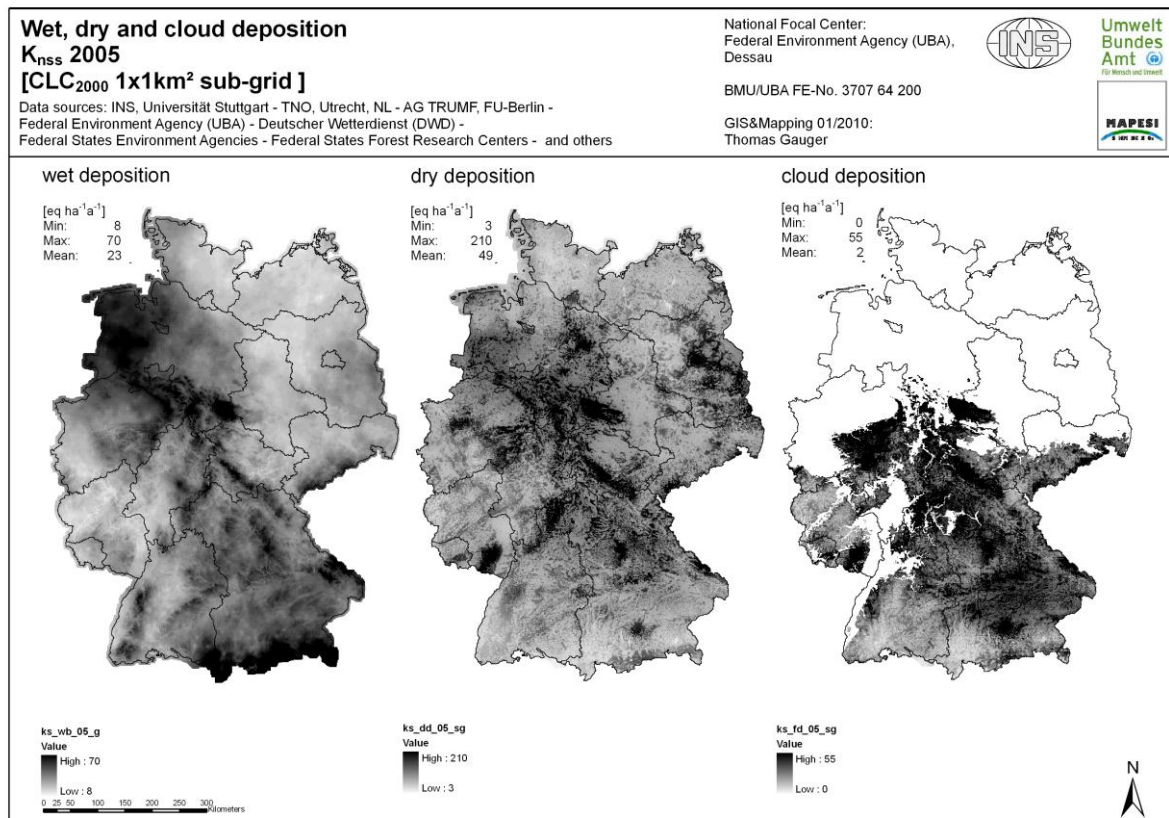 Wet, dry and cloud deposition
Knss 2005
[CLC2000 1x1km² sub-grid ]
Data sources: INS, Universität Stuttgart - TNO, Utrecht, NL - AG TRUMF, FU-Berlin -
Federal Environment Agency (UBA) - Deutscher Wetterdienst (DWD) -
Federal States Environment Agencies - Federal States Forest Research Centers - and others
National Focal Center:
Federal Environment Agency (UBA),
Dessau
BMU/UBA FE-No. 3707 64 200
GIS&Mapping 01/2010:
Thomas Gauger
INS
Umwelt
Bundes
Amt
Für Mensch und Umwelt
MAPESI
wet deposition
[eq ha⁻¹a⁻¹]
Min: 8
Max: 70
Mean: 23
dry deposition
[eq ha⁻¹a⁻¹]
Min: 3
Max: 210
Mean: 49
cloud deposition
[eq ha⁻¹a⁻¹]
Min: 0
Max: 55
Mean: 2
ks_wb_05_g
Value
High : 70
Low : 8
0 25 50 100 150 200 250 300
Kilometers
ks_dd_05_sg
Value
High : 210
Low : 3
ks_fd_05_sg
Value
High : 55
Low : 0
N